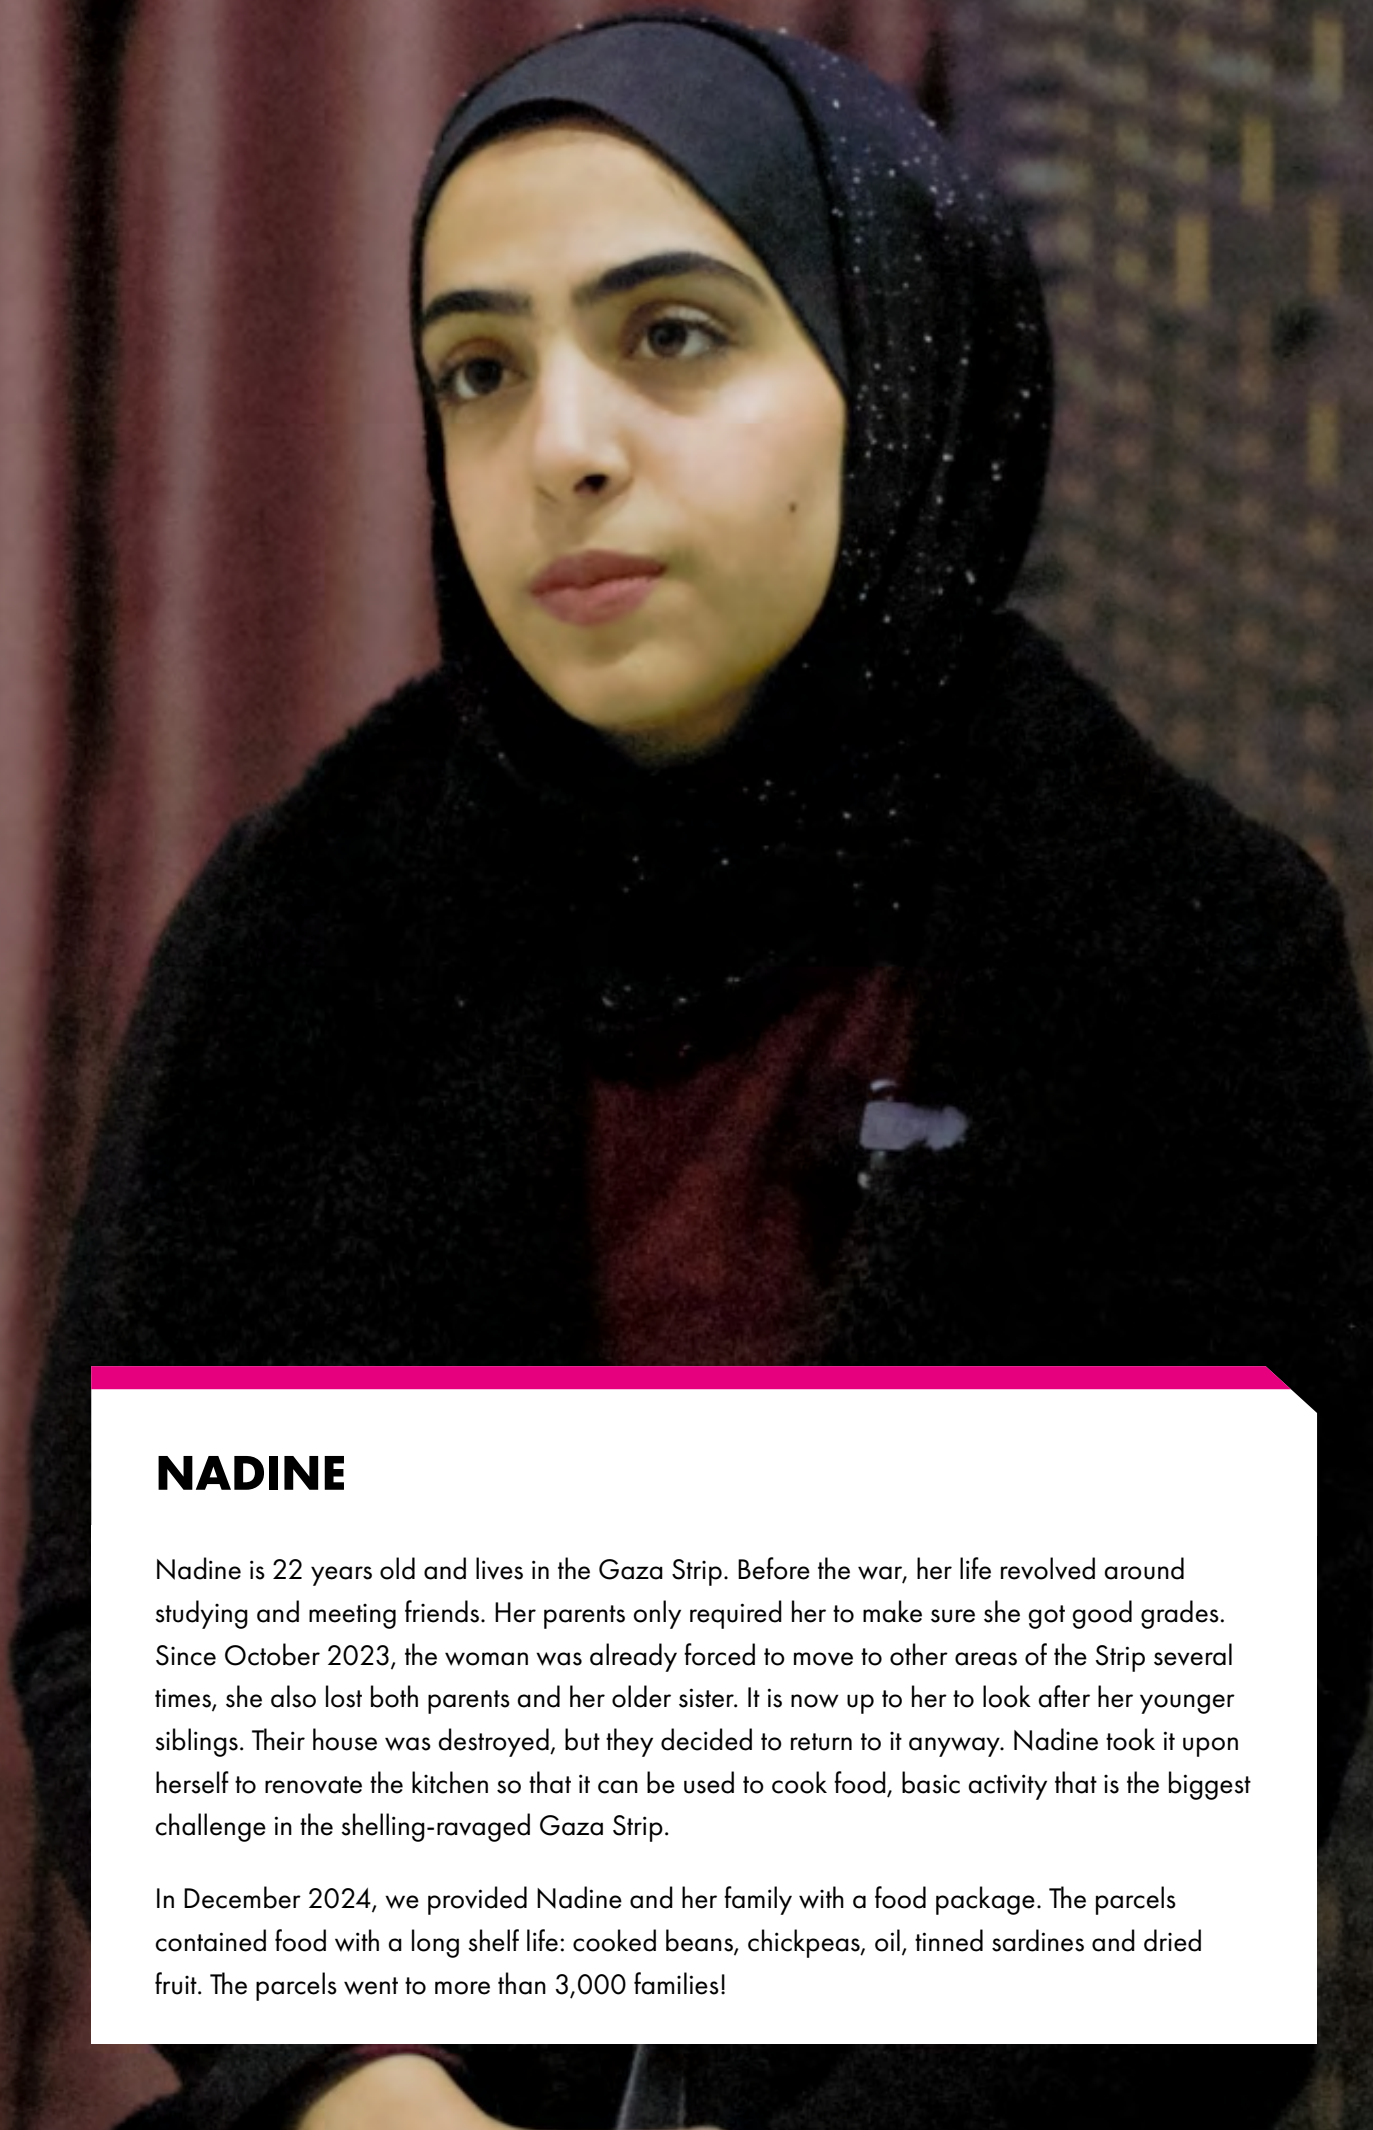 NADINE
Nadine is 22 years old and lives in the Gaza Strip. Before the war, her life revolved around
studying and meeting friends. Her parents only required her to make sure she got good grades.
Since October 2023, the woman was already forced to move to other areas of the Strip several
times, she also lost both parents and her older sister. It is now up to her to look after her younger
siblings. Their house was destroyed, but they decided to return to it anyway. Nadine took it upon
herself to renovate the kitchen so that it can be used to cook food, basic activity that is the biggest
challenge in the shelling-ravaged Gaza Strip.
In December 2024, we provided Nadine and her family with a food package. The parcels
contained food with a long shelf life: cooked beans, chickpeas, oil, tinned sardines and dried
fruit. The parcels went to more than 3,000 families!